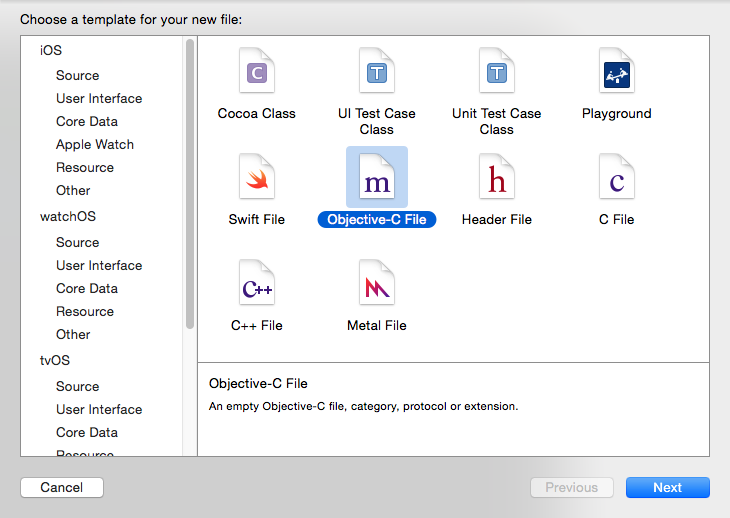 Choose a template for your new file:
iOS
Source
User Interface
Core Data
Apple Watch
Resource
Other
watchOS
Source
User Interface
Core Data
Resource
Other
tvOS
Source
User Interface
Core Data
Resource
C
Cocoa Class
T
UI Test Case
Class
T
Unit Test Case
Class
Playground
Swift File
m
Objective-C File
h
Header File
c
C File
C++
C++ File
Metal File
Objective-C File
An empty Objective-C file, category, protocol or extension.
Cancel
Previous
Next